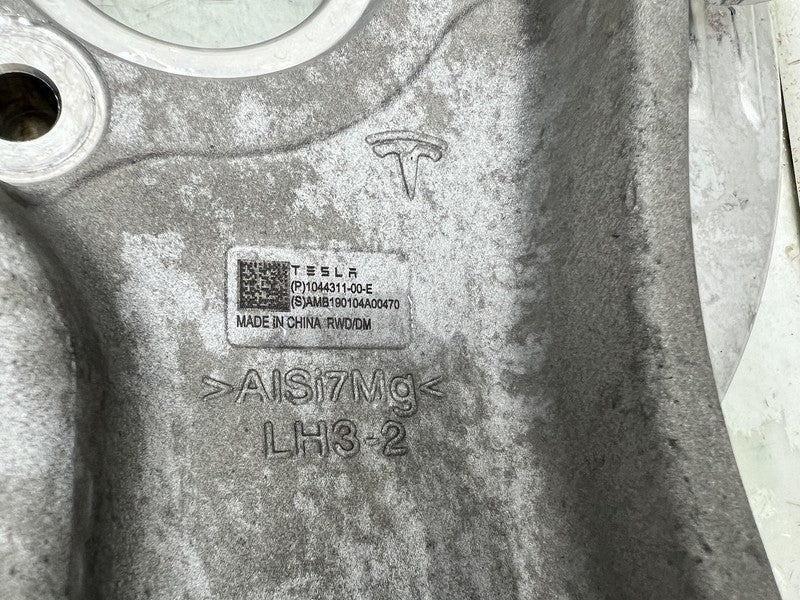 TESLA
(P)1044311-00-E
(S)AMB190104A00470
MADE IN CHINA RWD/DM
>AlSi7Mg<
LH3-2